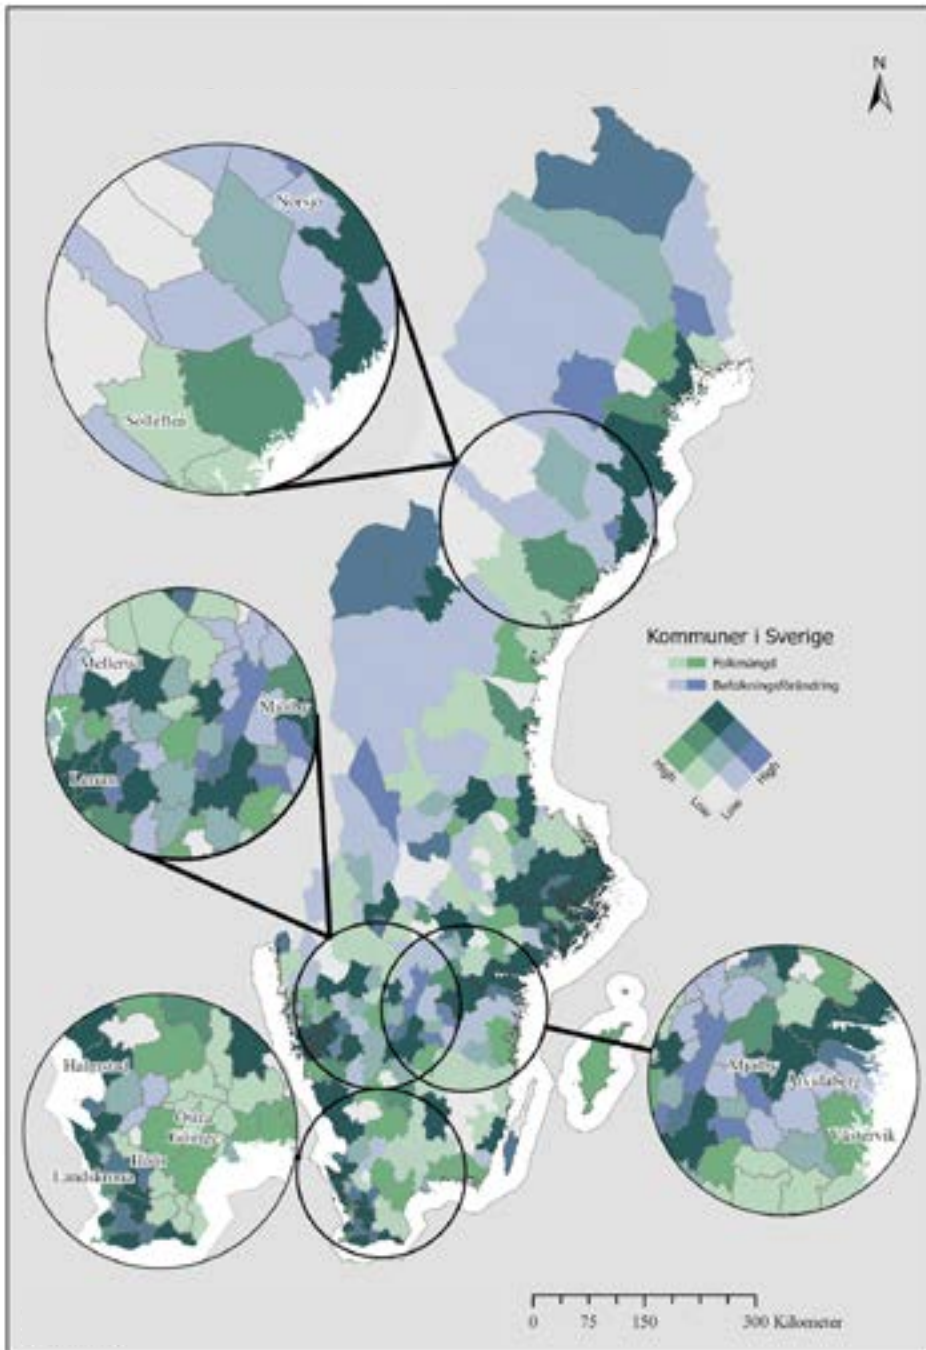 N
Norsjö
Sollefteå
Kommuner i Sverige
Folkmängd
Befolkningsförändring
High
Low
Low
High
Mellerud
Mjölby
Lerum
Halmstad
Östra
Göinge
Höör
Landskrona
Mjölby
Åtvidaberg
Västervik
0 75 150 300 Kilometer